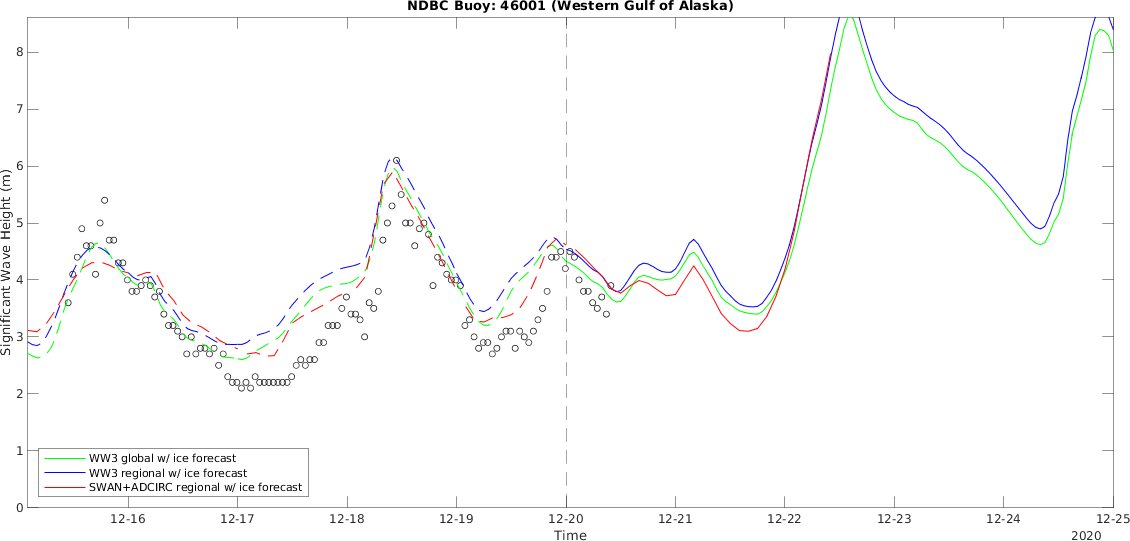 NDBC Buoy: 46001 (Western Gulf of Alaska)
8
7
6
5
4
3
2
1
0
Significant Wave Height (m)
WW3 global w/ ice forecast
WW3 regional w/ ice forecast
SWAN+ADCIRC regional w/ ice forecast
12-16 12-17 12-18 12-19 12-20 12-21 12-22 12-23 12-24 12-25
Time
2020